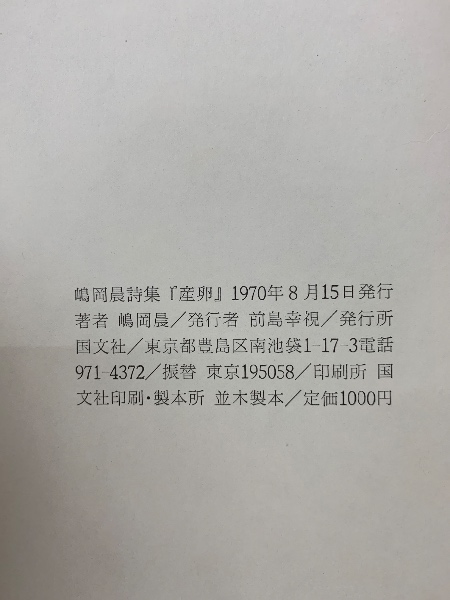 嶋岡晨詩集『産卵』1970年8月15日発行
著者 嶋岡晨／発行者 前島幸視／発行所
国文社／東京都豊島区南池袋1-17-3電話
971-4372／振替 東京195058／印刷所 国
文社印刷・製本所 並木製本／定価1000円